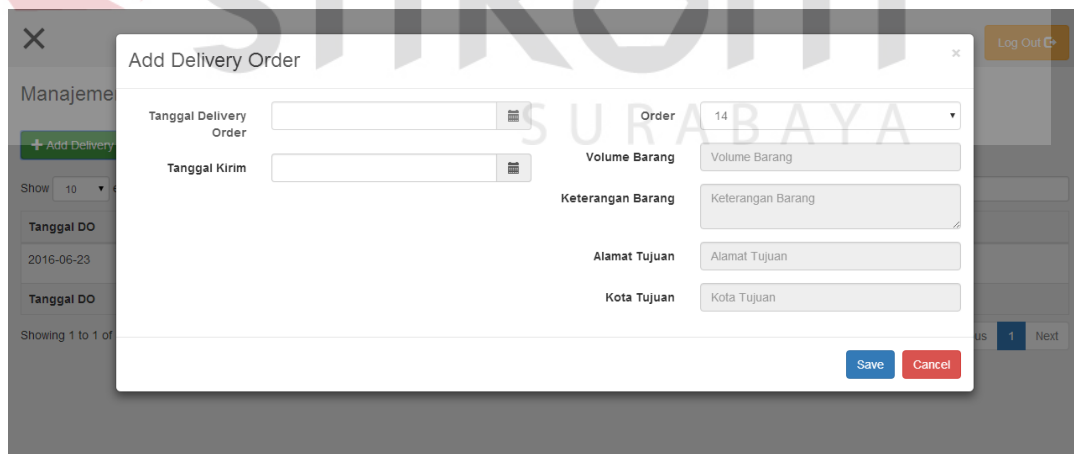 Log Out
Add Delivery Order
×
Manajeme
SURABAYA
Tanggal Delivery
Order
Order
14
+ Add Delivery
Volume Barang
Volume Barang
Tanggal Kirim
Show 10 e
Keterangan Barang
Keterangan Barang
Tanggal DO
2016-06-23
Alamat Tujuan
Alamat Tujuan
Tanggal DO
Kota Tujuan
Kota Tujuan
Showing 1 to 1 of
us 1 Next
Save
Cancel